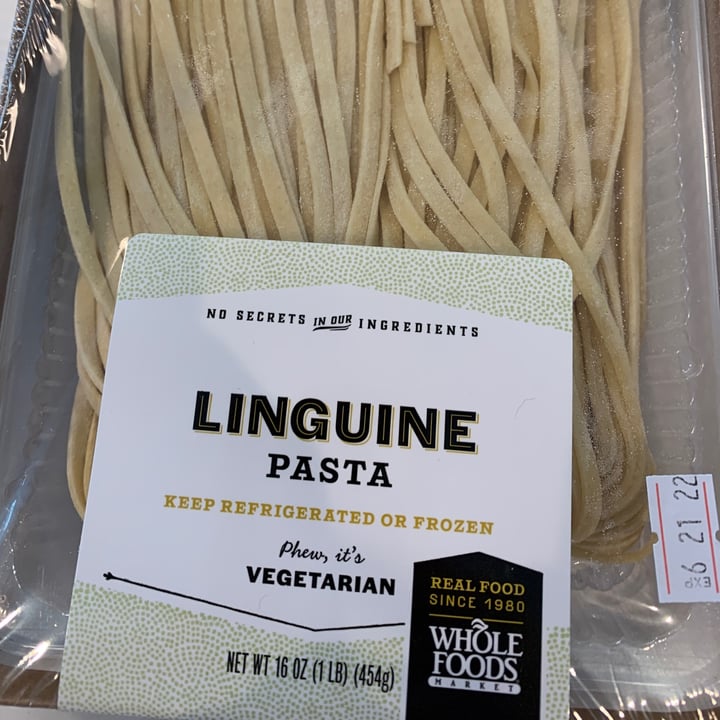 NO SECRETS IN OUR INGREDIENTS
LINGUINE
PASTA
KEEP REFRIGERATED OR FROZEN
Phew, it's
VEGETARIAN
NET WT 16 OZ (1 LB) (454g)
REAL FOOD
SINCE 1980
WHOLE
FOODS
MARKET
EXP 6 21 22